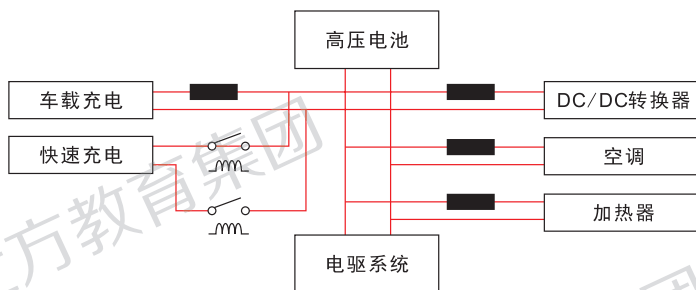 高压电池
车载充电
DC/DC转换器
快速充电
空调
加热器
电驱系统
方教育集团